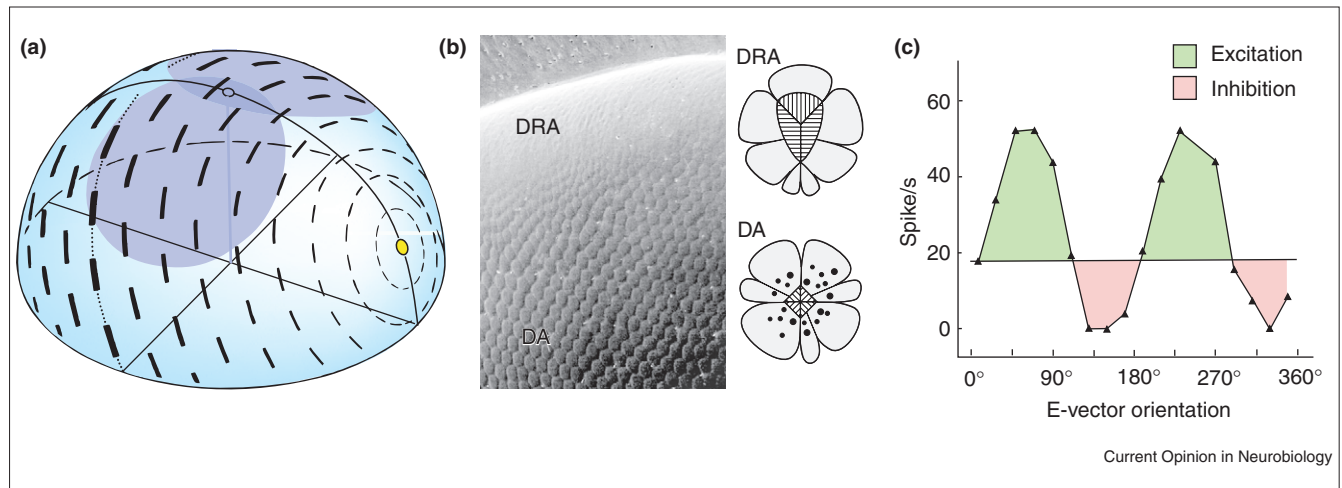 (a)
(b)
DRA
DA
DRA
DA
(c)
Excitation
Inhibition
Spike/s
60
40
20
0
0° 90° 180° 270° 360°
E-vector orientation
Current Opinion in Neurobiology